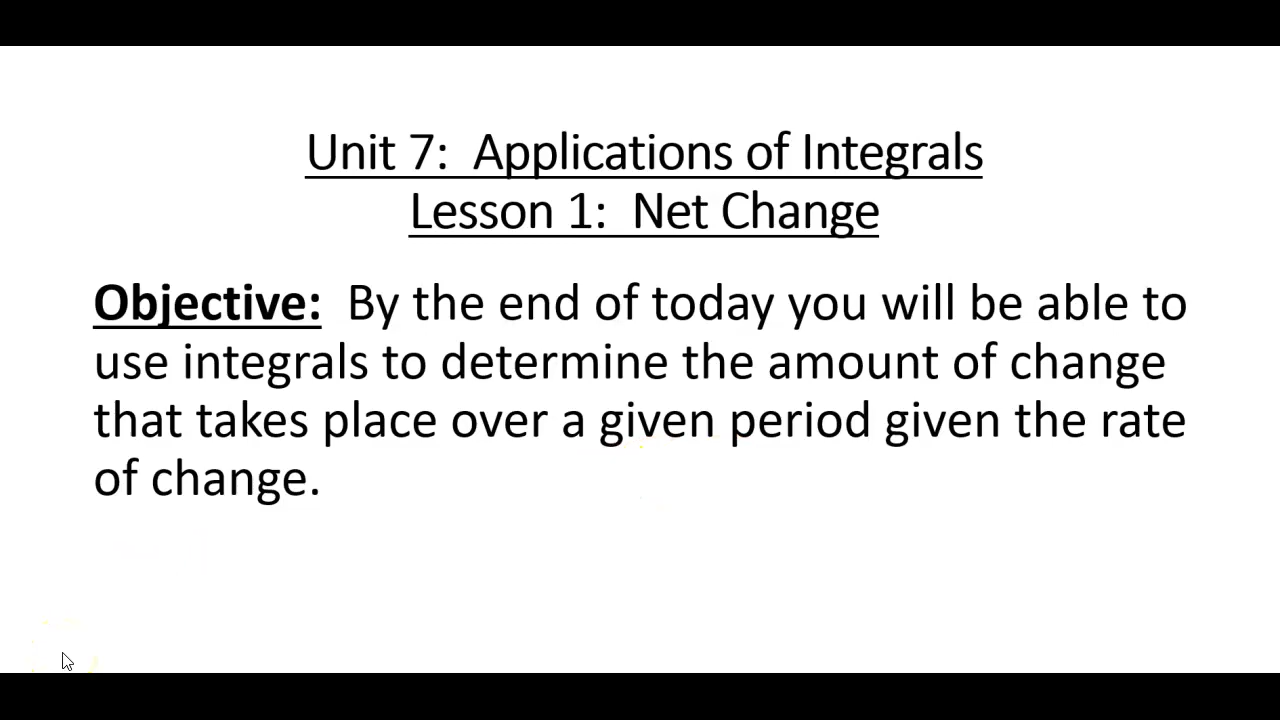 Unit 7:  Applications of Integrals
Lesson 1:  Net Change
Objective:  By the end of today you will be able to
use integrals to determine the amount of change
that takes place over a given period given the rate
of change.